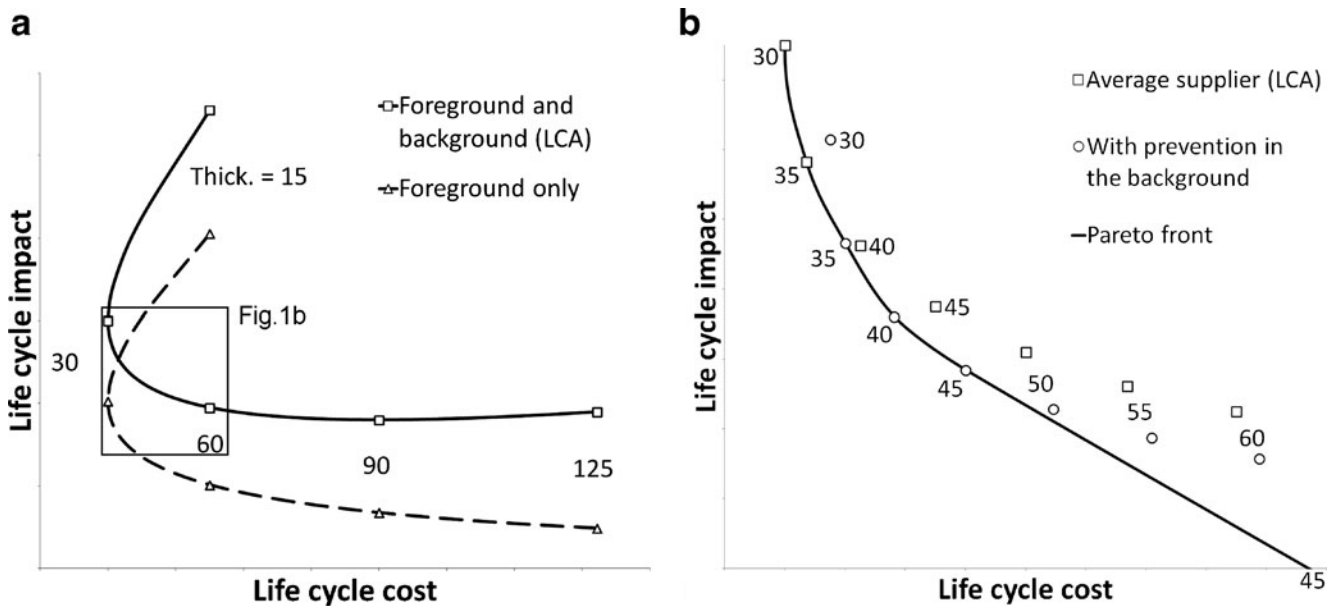 a
Foreground and
background (LCA)
Thick. = 15
Foreground only
Fig.1b
30
60
90
125
Life cycle impact
Life cycle cost
b
30
Average supplier (LCA)
30
With prevention in
the background
35
Pareto front
35
40
40
45
45
50
55
60
45
Life cycle impact
Life cycle cost